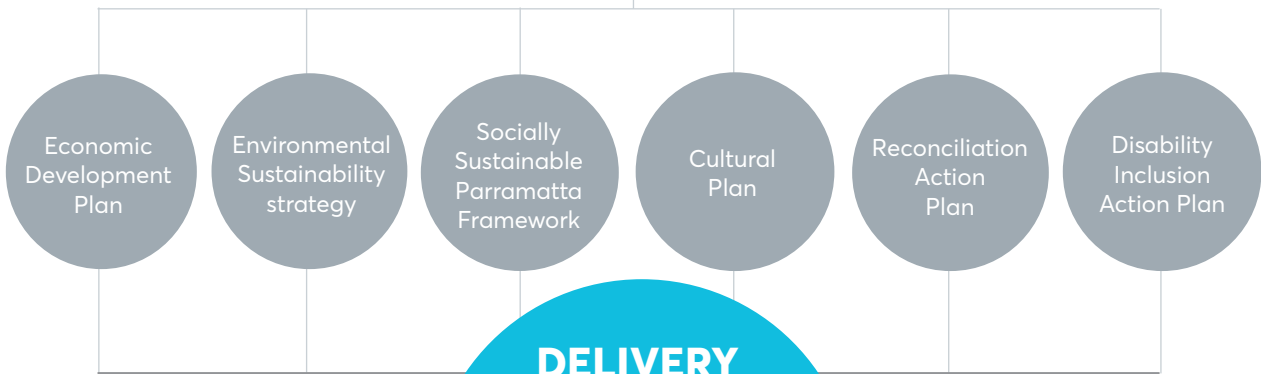 Economic
Development
Plan
Environmental
Sustainability
strategy
Socially
Sustainable
Parramatta
Framework
Cultural
Plan
Reconciliation
Action
Plan
Disability
Inclusion
Action Plan
DELIVERY